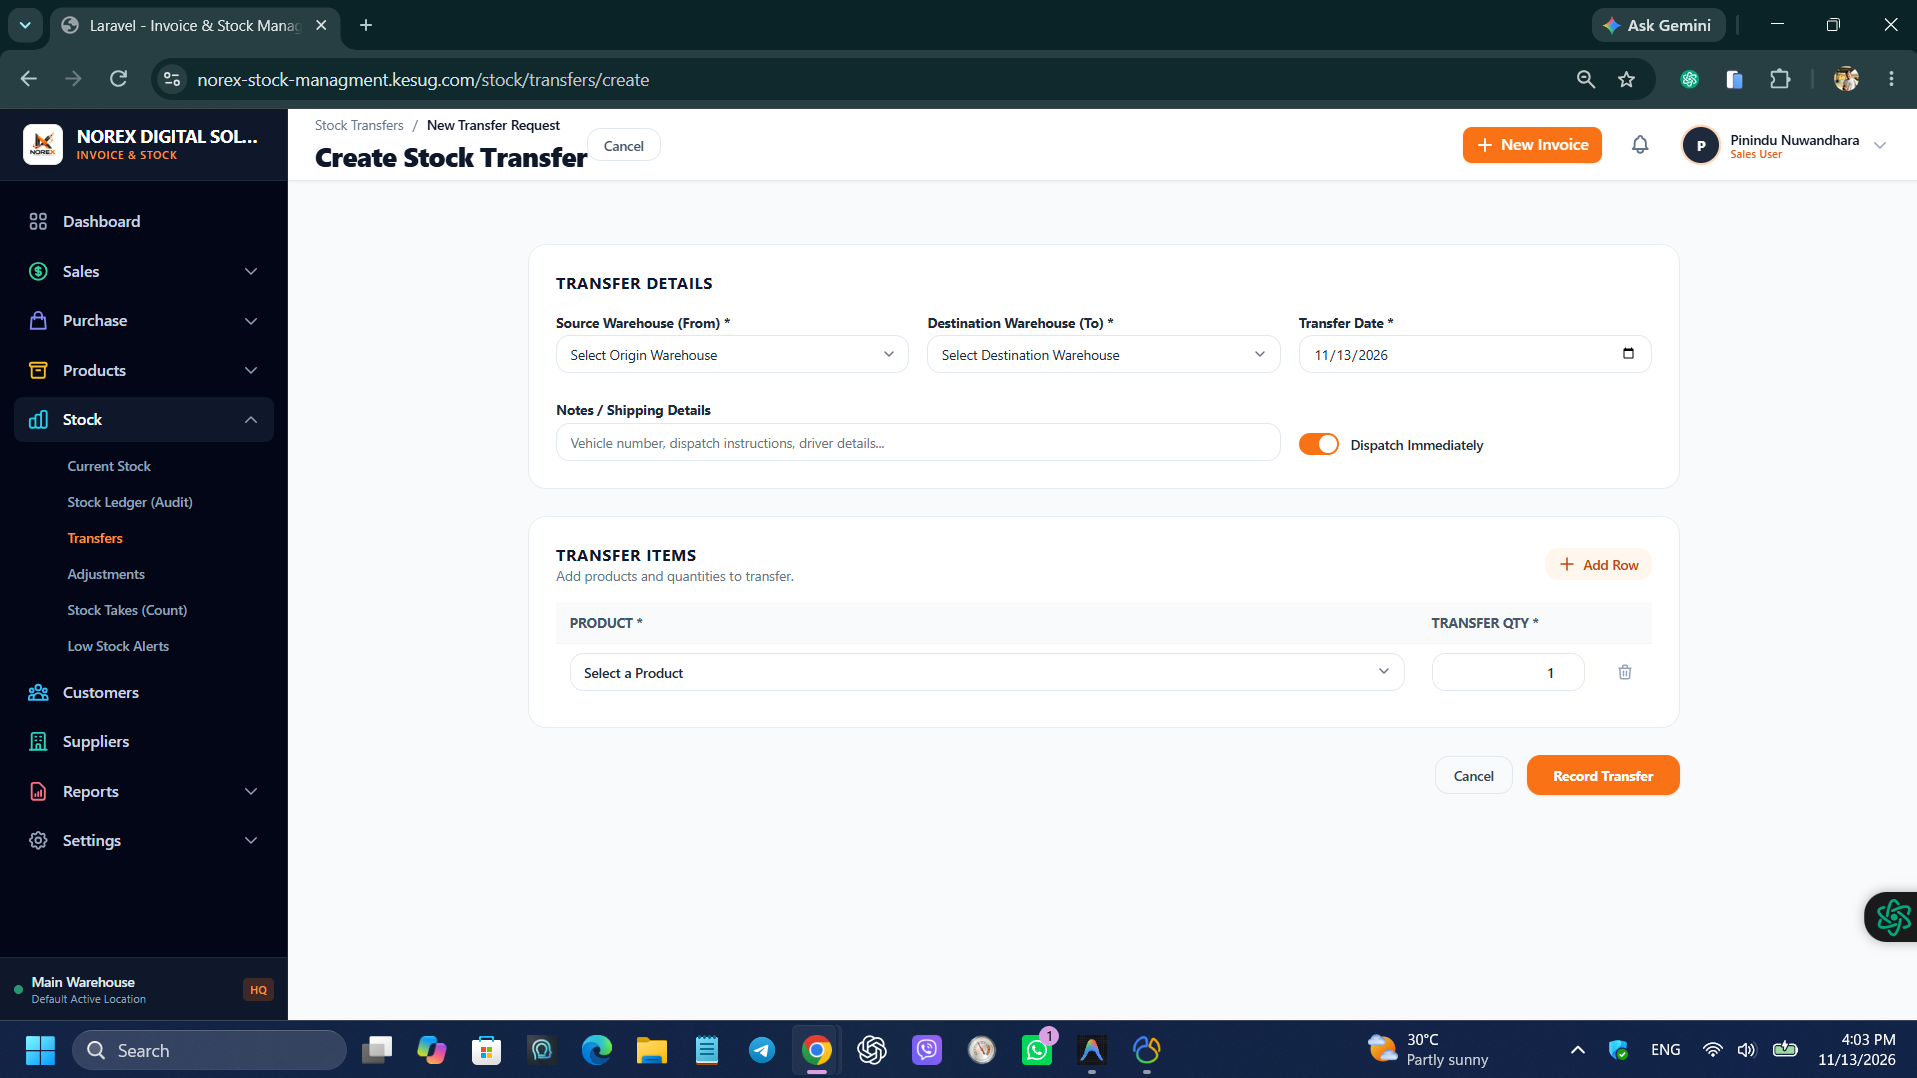 Laravel - Invoice & Stock Manag
Ask Gemini
norex-stock-managment.kesug.com/stock/transfers/create
NOREX
NOREX DIGITAL SOL...
INVOICE & STOCK
Stock Transfers / New Transfer Request
Create Stock Transfer
Cancel
+ New Invoice
P
Pinindu Nuwandhara
Sales User
Dashboard
Sales
Purchase
Products
Stock
Current Stock
Stock Ledger (Audit)
Transfers
Adjustments
Stock Takes (Count)
Low Stock Alerts
Customers
Suppliers
Reports
Settings
Main Warehouse
Default Active Location
HQ
TRANSFER DETAILS
Source Warehouse (From) *
Destination Warehouse (To) *
Transfer Date *
Select Origin Warehouse
Select Destination Warehouse
11/13/2026
Notes / Shipping Details
Vehicle number, dispatch instructions, driver details...
Dispatch Immediately
TRANSFER ITEMS
Add products and quantities to transfer.
+ Add Row
PRODUCT *
TRANSFER QTY *
Select a Product
1
Cancel
Record Transfer
Search
1
30°C
Partly sunny
ENG
4:03 PM
11/13/2026